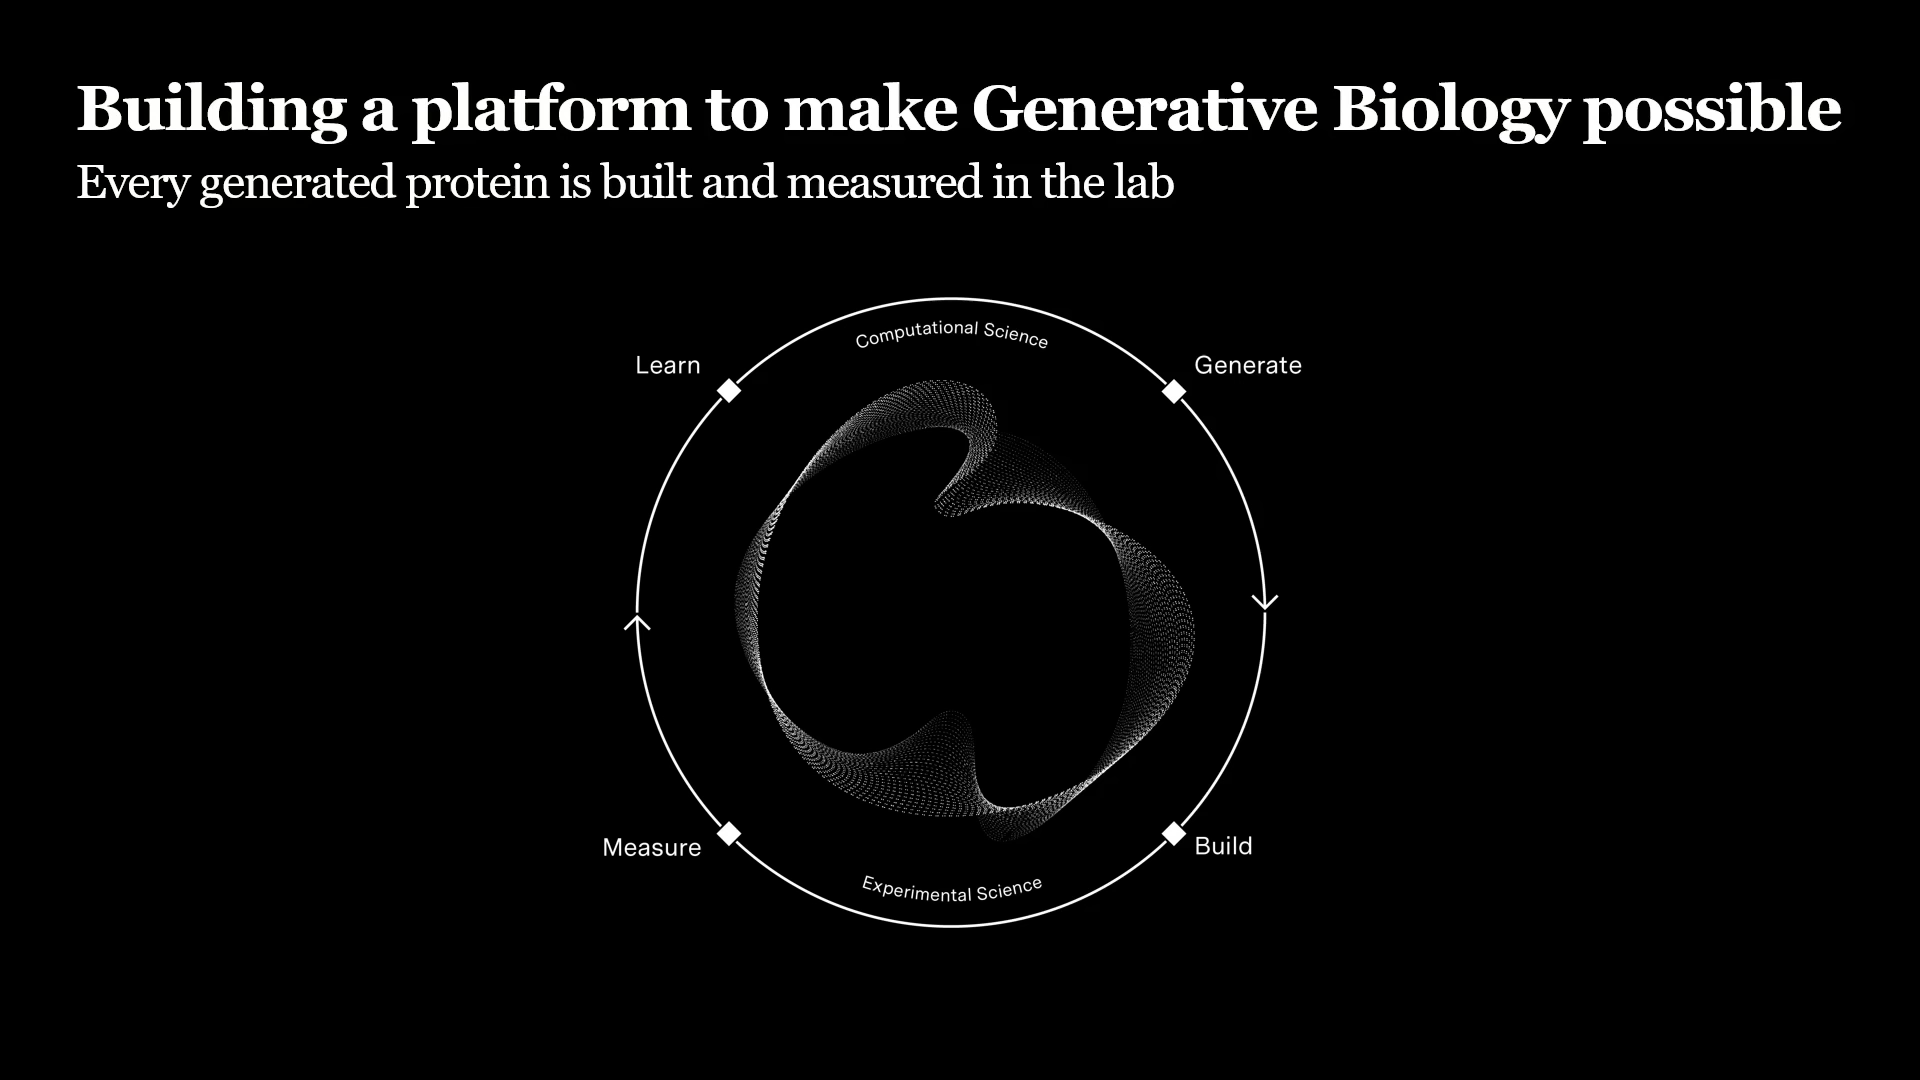 Building a platform to make Generative Biology possible
Every generated protein is built and measured in the lab
Computational Science
Learn
Generate
Measure
Build
Experimental Science